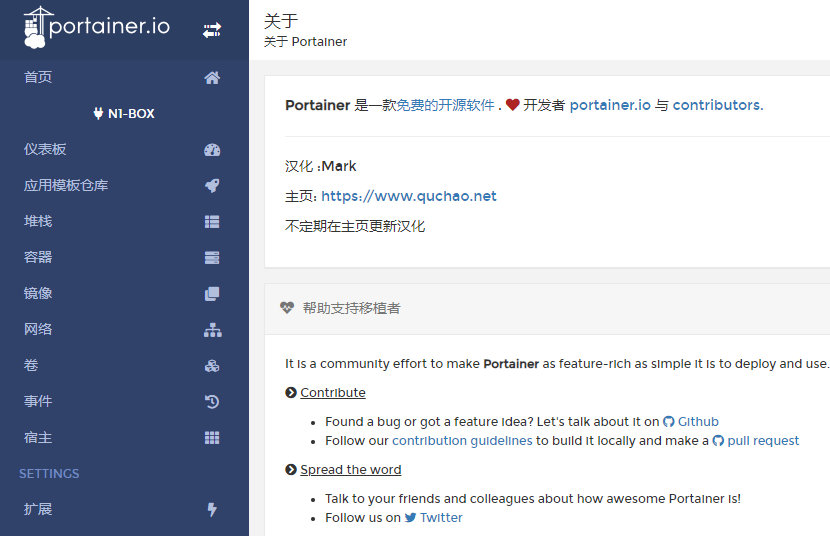 portainer.io
首页
N1-BOX
仪表板
应用模板仓库
堆栈
容器
镜像
网络
卷
事件
宿主
SETTINGS
扩展
关于
关于 Portainer
Portainer 是一款免费的开源软件 . 开发者 portainer.io 与 contributors.
汉化 :Mark
主页: https://www.quchao.net
不定期在主页更新汉化
帮助支持移植者
It is a community effort to make Portainer as feature-rich as simple it is to deploy and use.
Contribute
Found a bug or got a feature idea? Let's talk about it on Github
Follow our contribution guidelines to build it locally and make a pull request
Spread the word
Talk to your friends and colleagues about how awesome Portainer is!
Follow us on Twitter